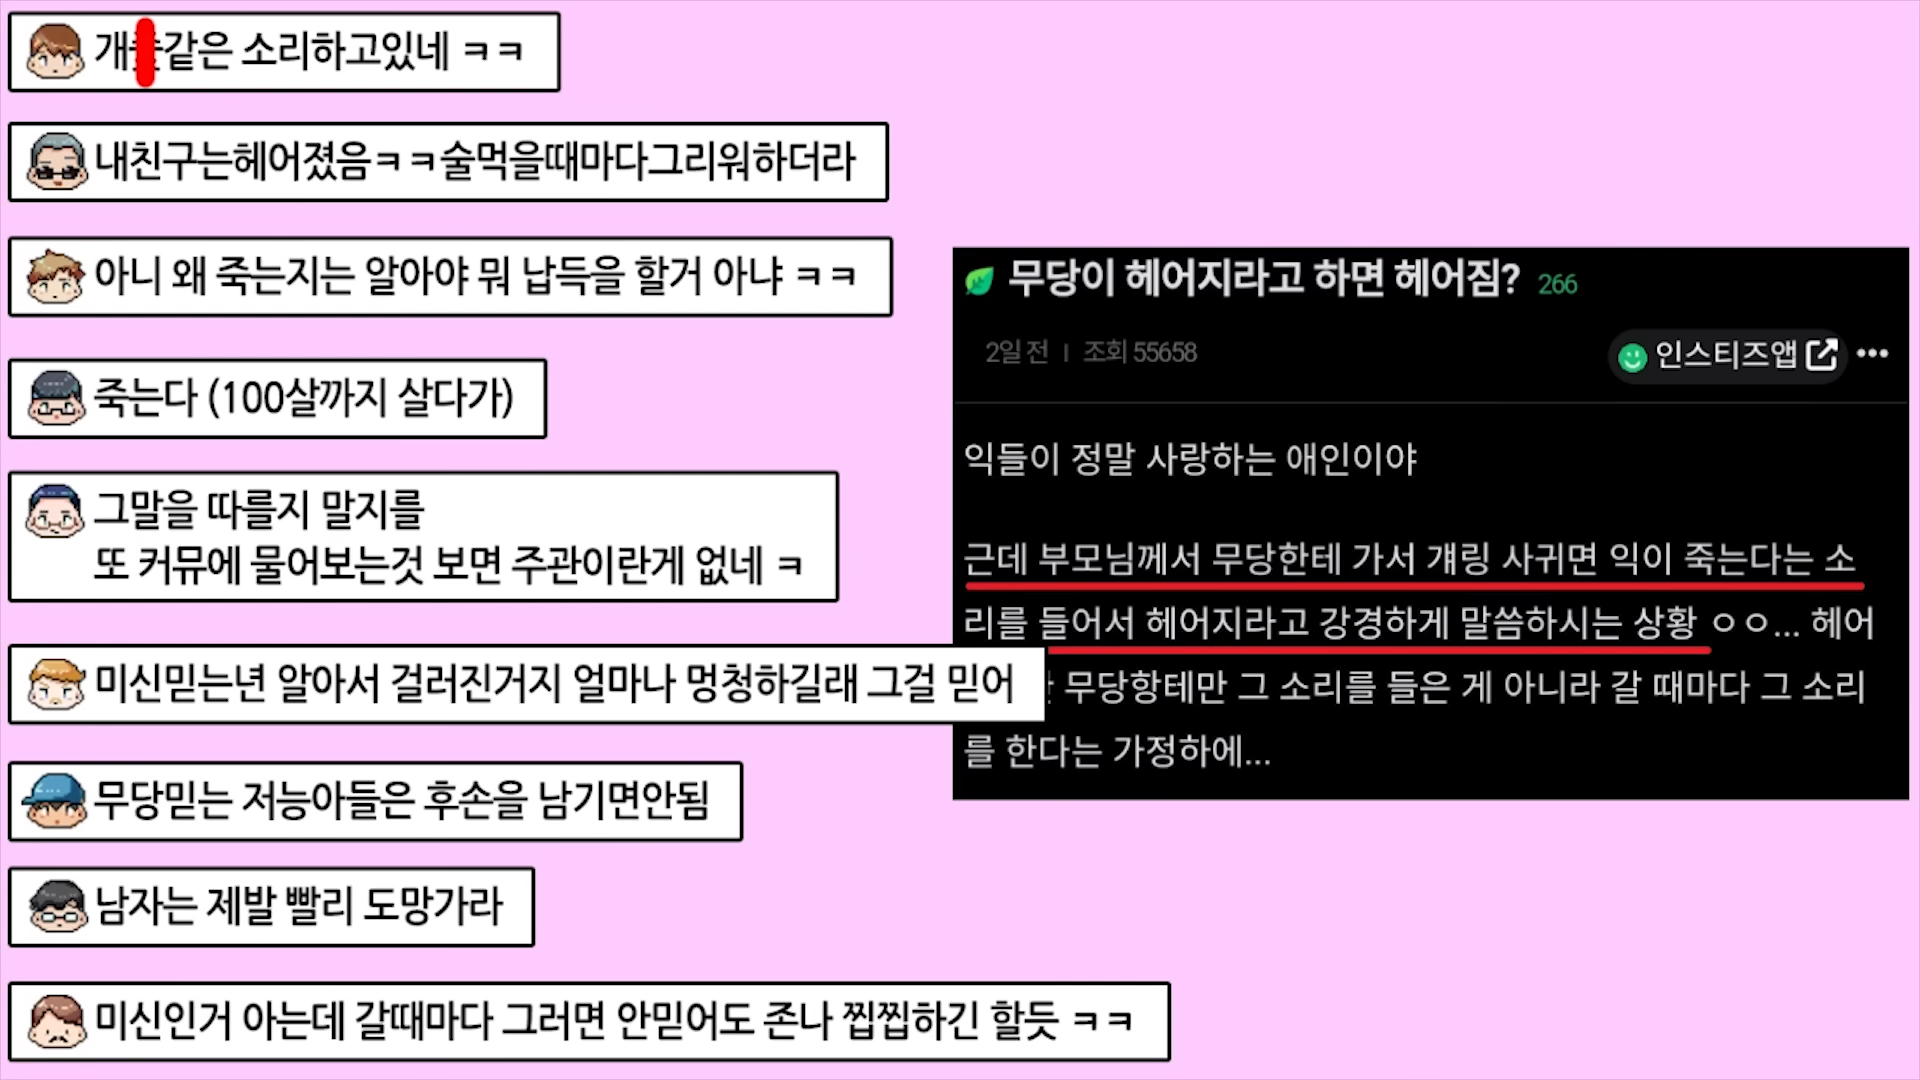 개 같은 소리하고있네 ㅋㅋ
내친구는헤어졌음ㅋㅋ술먹을때마다그리워하더라
아니 왜 죽는지는 알아야 뭐 납득을 할거 아냐 ㅋㅋ
죽는다 (100살까지 살다가)
그말을 따를지 말지를
또 커뮤에 물어보는것 보면 주관이란게 없네 ㅋ
미신믿는년 알아서 걸러진거지 얼마나 멍청하길래 그걸 믿어
무당믿는 저능아들은 후손을 남기면안됨
남자는 제발 빨리 도망가라
미신인거 아는데 갈때마다 그러면 안믿어도 존나 찝찝하긴 할듯 ㅋㅋ
무당이 헤어지라고 하면 헤어짐? 266
2일 전 | 조회 55658
인스티즈앱
익들이 정말 사랑하는 애인이야
근데 부모님께서 무당한테 가서 걔링 사귀면 익이 죽는다는 소
리를 들어서 헤어지라고 강경하게 말씀하시는 상황 ㅇㅇ... 헤어
무당항테만 그 소리를 들은 게 아니라 갈 때마다 그 소리
를 한다는 가정하에...